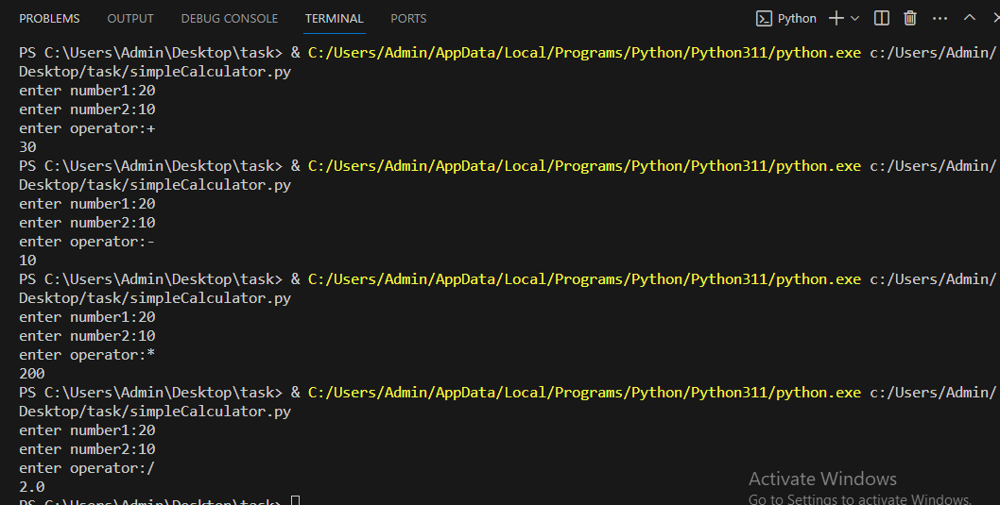 PROBLEMS OUTPUT DEBUG CONSOLE TERMINAL PORTS Python
PS C:\Users\Admin\Desktop\task> & C:/Users/Admin/AppData/Local/Programs/Python/Python311/python.exe c:/Users/Admin/
Desktop/task/simpleCalculator.py
enter number1:20
enter number2:10
enter operator:+
30
PS C:\Users\Admin\Desktop\task> & C:/Users/Admin/AppData/Local/Programs/Python/Python311/python.exe c:/Users/Admin/
Desktop/task/simpleCalculator.py
enter number1:20
enter number2:10
enter operator:-
10
PS C:\Users\Admin\Desktop\task> & C:/Users/Admin/AppData/Local/Programs/Python/Python311/python.exe c:/Users/Admin/
Desktop/task/simpleCalculator.py
enter number1:20
enter number2:10
enter operator:*
200
PS C:\Users\Admin\Desktop\task> & C:/Users/Admin/AppData/Local/Programs/Python/Python311/python.exe c:/Users/Admin/
Desktop/task/simpleCalculator.py
enter number1:20
enter number2:10
enter operator:/
2.0
PS C:\Users\Admin\Desktop\task>
Activate Windows
Go to Settings to activate Windows.